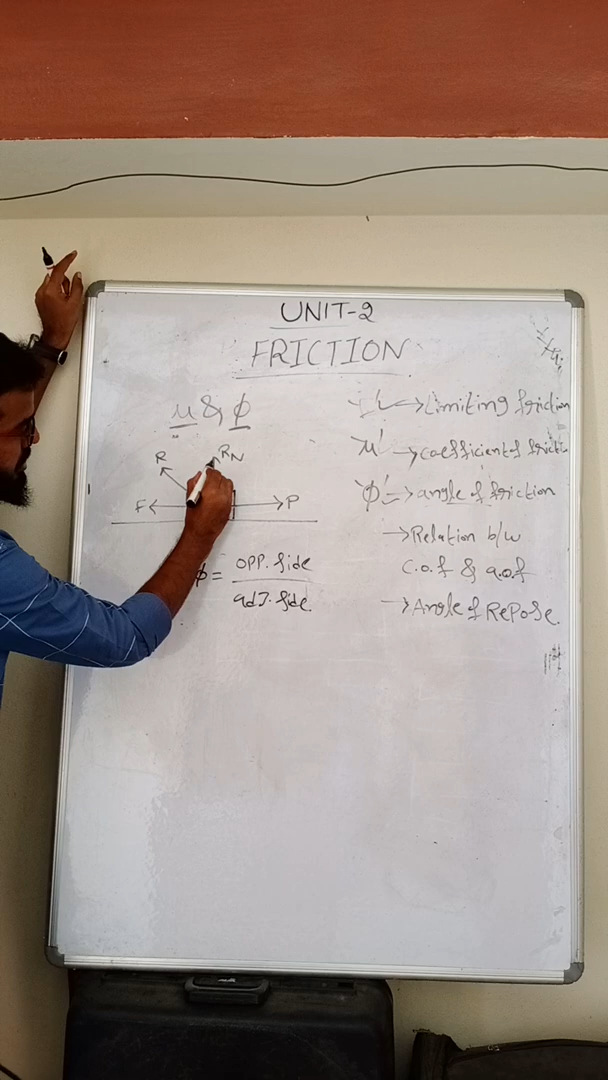 UNIT-2
FRICTION
μ & ϕ
R
RN
F
P
ϕ = OPP. side
adJ. side
→ Limiting friction
'μ' → coefficient of
'ϕ' → angle of friction
→ Relation b/w
C.o.f & a.o.f
→ Angle of RePose.